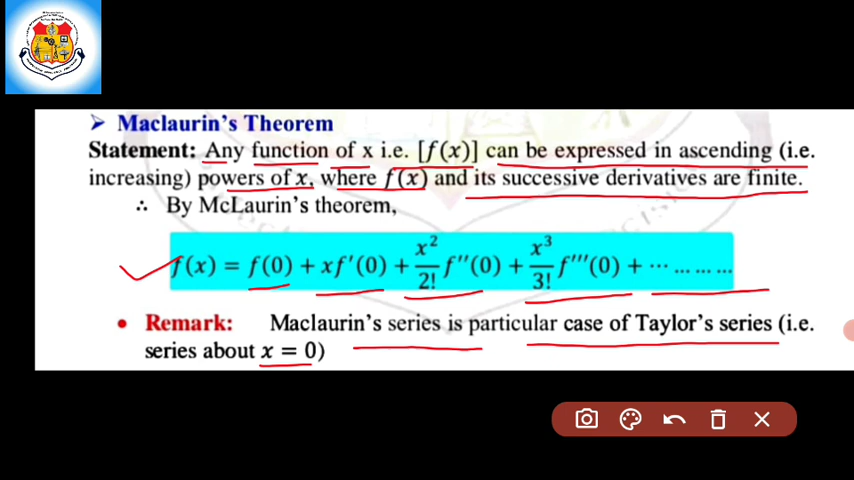 ➤ Maclaurin's Theorem
Statement: Any function of x i.e. [f(x)] can be expressed in ascending (i.e.
increasing) powers of x, where f(x) and its successive derivatives are finite.
∴ By McLaurin's theorem,
f(x) = f(0) + xf′(0) + x²/2! f″(0) + x³/3! f‴(0) + ⋯ ... ... ...
• Remark: Maclaurin's series is particular case of Taylor's series (i.e.
series about x = 0)